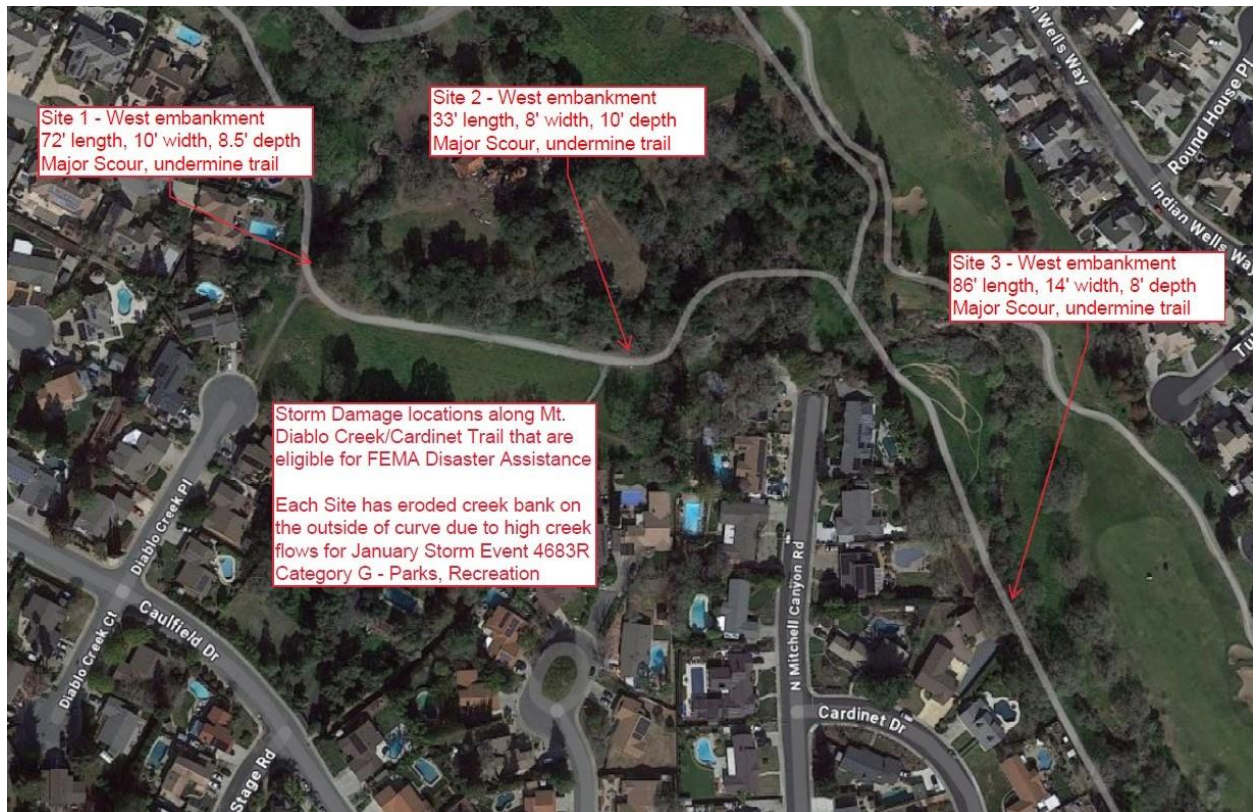 Site 1 - West embankment
72' length, 10' width, 8.5' depth
Major Scour, undermine trail
Site 2 - West embankment
33' length, 8' width, 10' depth
Major Scour, undermine trail
Site 3 - West embankment
86' length, 14' width, 8' depth
Major Scour, undermine trail
Storm Damage locations along Mt.
Diablo Creek/Cardinet Trail that are
eligible for FEMA Disaster Assistance
Each Site has eroded creek bank on
the outside of curve due to high creek
flows for January Storm Event 4683R
Category G - Parks, Recreation
Wells Way
Round House Pl
Indian Wells Wa
Tu
Diablo Creek Pl
Diablo Creek Ct
Caulfield Dr
Stage Rd
N Mitchell Canyon Rd
Cardinet Dr